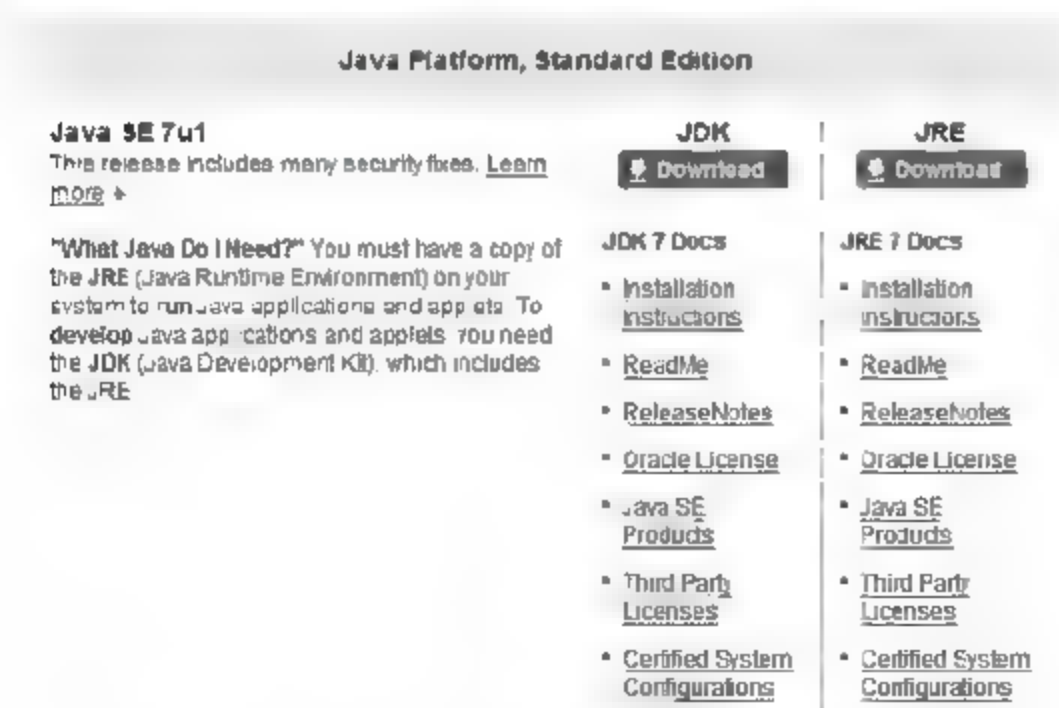 Java Platform, Standard Edition
Java SE 7u1
This release includes many security fixes. Learn
more
"What Java Do I Need?" You must have a copy of
the JRE (Java Runtime Environment) on your
system to run Java applications and applets. To
develop Java applications and applets, you need
the JDK (Java Development Kit), which includes
the JRE
JDK
Download
JDK 7 Docs
Installation
Instructions
ReadMe
ReleaseNotes
Oracle License
Java SE
Products
Third Party
Licenses
Certified System
Configurations
JRE
Download
JRE 7 Docs
Installation
Instructions
ReadMe
ReleaseNotes
Oracle License
Java SE
Products
Third Party
Licenses
Certified System
Configurations